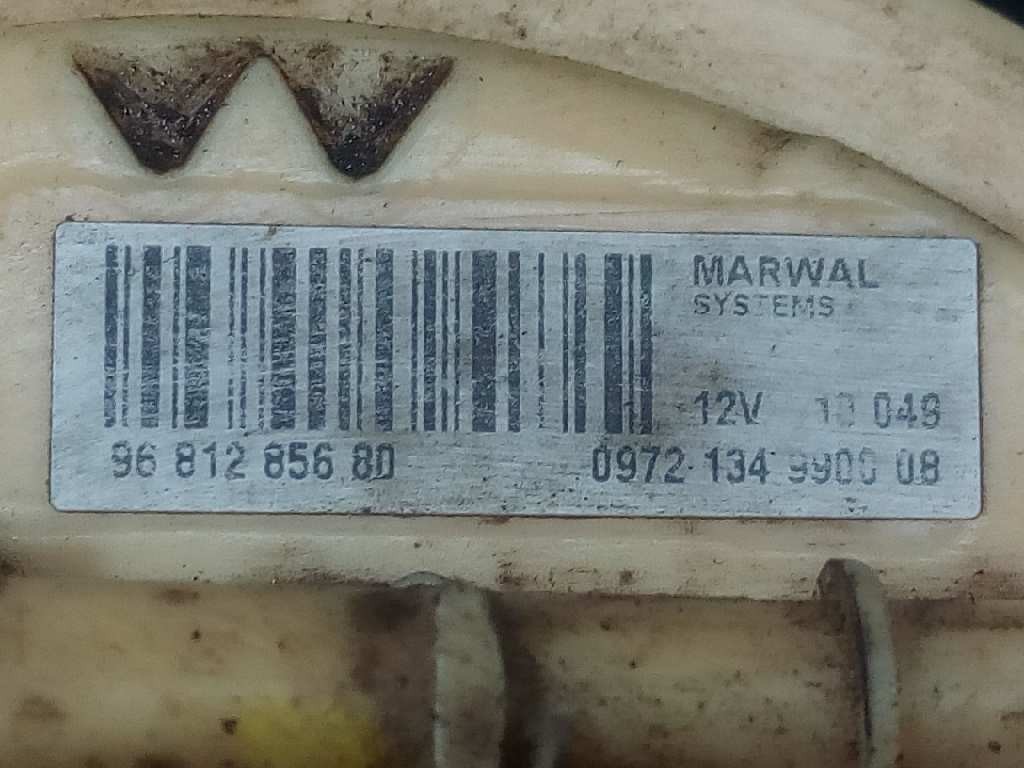 MARWAL
SYSTEMS
12V 10 049
96 812 856 80
0972 134 9900 08